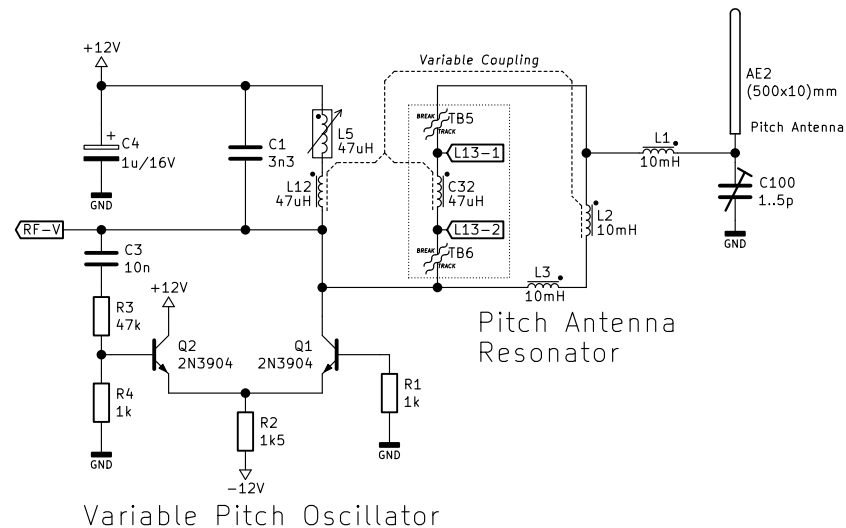 Variable Coupling
+12V
AE2
(500x10)mm
Pitch Antenna
BREAK
TRACK
TB5
L5
47uH
+
C4
1u/16V
GND
C1
3n3
L13-1
L1
10mH
L12
47uH
C32
47uH
C100
1..5p
GND
L2
10mH
RF-V
L13-2
C3
10n
BREAK
TRACK
TB6
L3
10mH
+12V
R3
47k
Pitch Antenna
Resonator
Q2
2N3904
Q1
2N3904
R4
1k
R1
1k
R2
1k5
GND
GND
-12V
Variable Pitch Oscillator